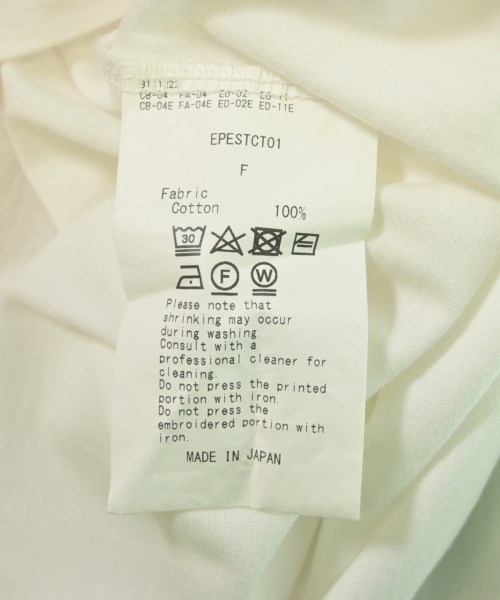 CB-04E FA-04E ED-02E ED-11E
EPESTCT01
F
Fabric
Cotton 100%
30
F W
Please note that
shrinking may occur
during washing.
Consult with a
professional cleaner for
cleaning.
Do not press the printed
portion with iron.
Do not press the
embroidered portion with
iron.
MADE IN JAPAN